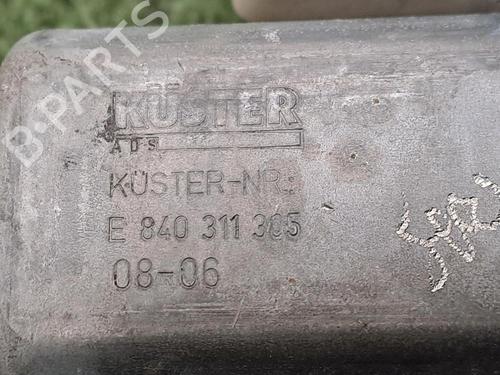 KÜSTER
ADS
KÜSTER-NR.:
E 840 311 305
08-06
B-PARTS